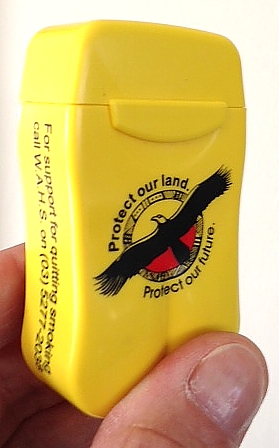 Protect our land.
Protect our future.
For support for quitting smoking
call W.A.H.S. on (03) 5277-2038